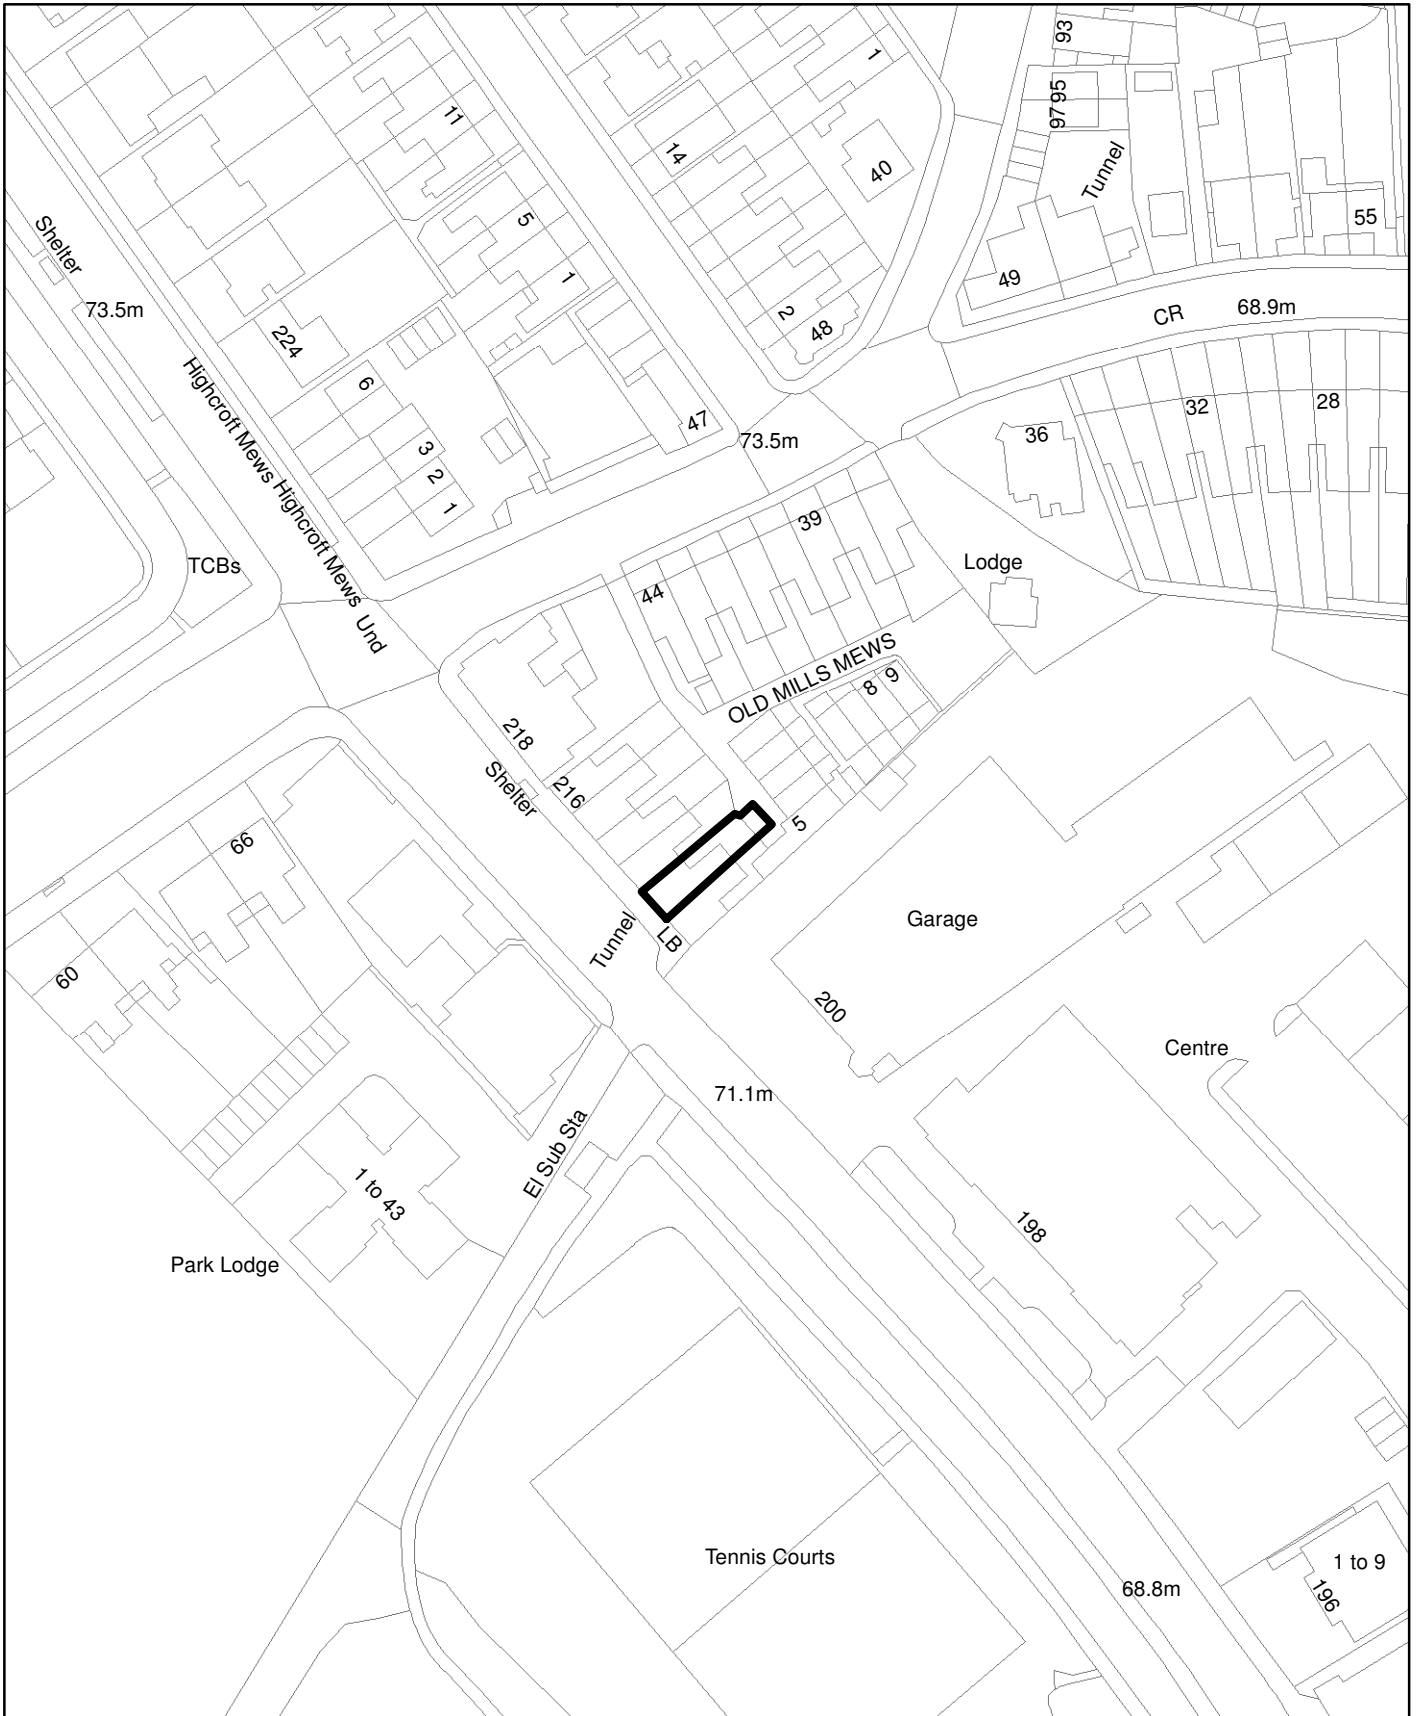 93
1
97 95
11
14
40
Tunnel
55
5
Shelter
49
1
73.5m
2
48
CR
68.9m
224
6
32
28
47
36
73.5m
3
2
1
39
Highcroft Mews
Highcroft Mews
Und
TCBs
Lodge
44
OLD MILLS MEWS
8
9
218
Shelter
216
5
66
Tunnel
LB
Garage
60
200
Centre
71.1m
El Sub Sta
1 to 43
198
Park Lodge
Tennis Courts
1 to 9
68.8m
196